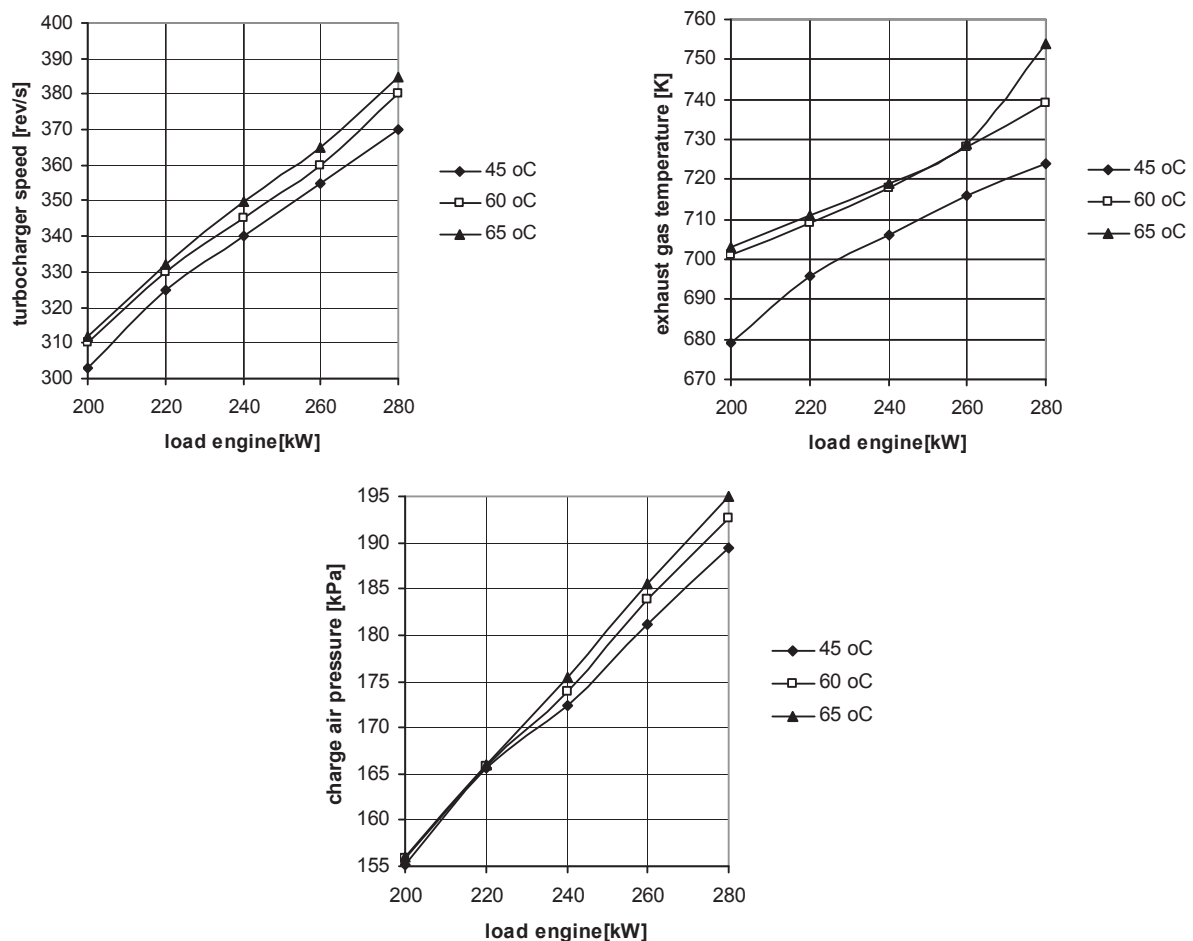 turbocharger speed [rev/s]
400
390
380
370
360
350
340
330
320
310
300
200 220 240 260 280
load engine[kW]
45 oC
60 oC
65 oC
exhaust gas temperature [K]
760
750
740
730
720
710
700
690
680
670
200 220 240 260 280
load engine[kW]
45 oC
60 oC
65 oC
charge air pressure [kPa]
195
190
185
180
175
170
165
160
155
200 220 240 260 280
load engine[kW]
45 oC
60 oC
65 oC